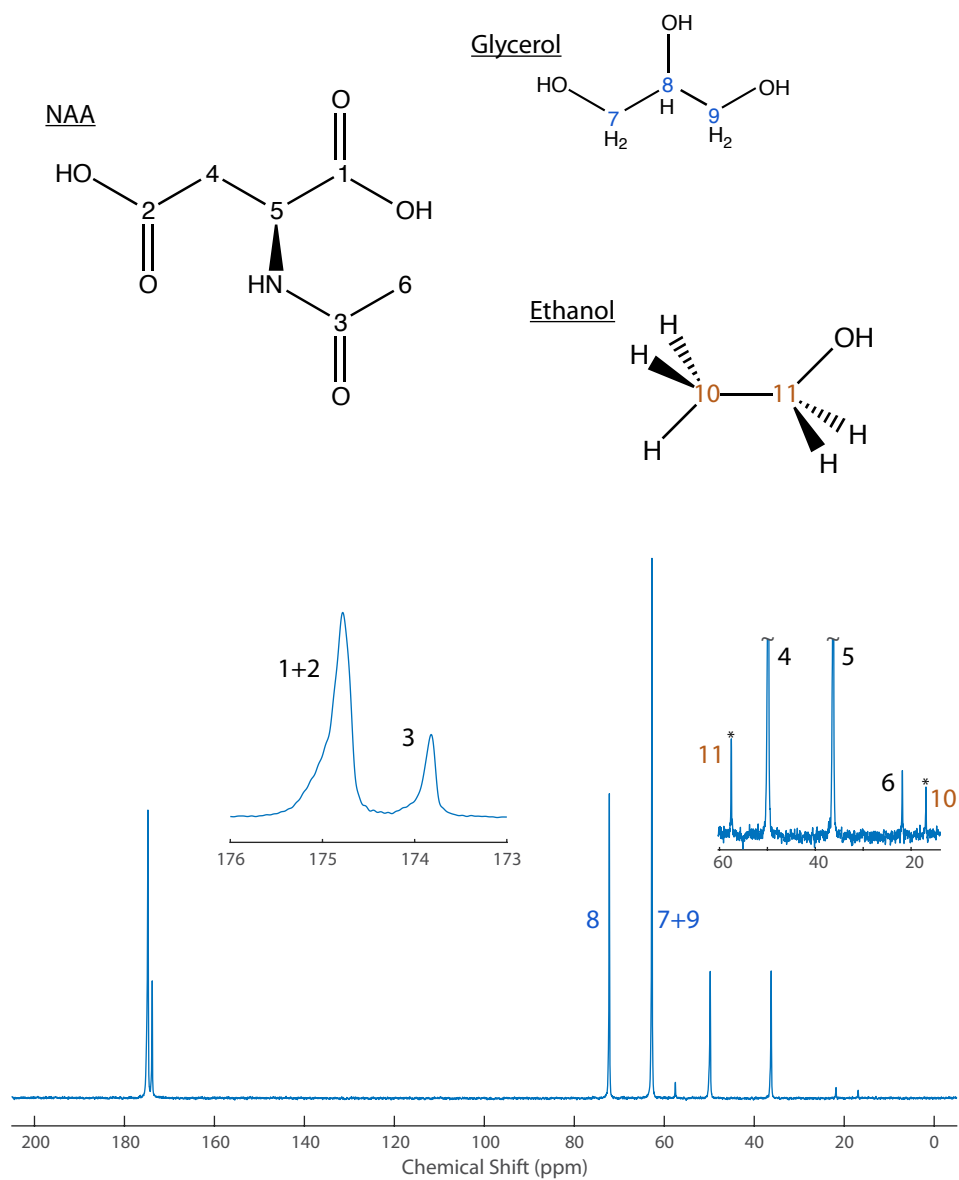 Glycerol
OH
HO
8
H
OH
7
H2
9
H2
NAA
O
HO
4
1
2
5
OH
O
HN
6
3
O
Ethanol
H
OH
H
10
11
H
H
H
1+2
3
176
175
174
173
~
4
~
5
11
*
6
*
10
60
40
20
8
7+9
200
180
160
140
120
100
80
60
40
20
0
Chemical Shift (ppm)